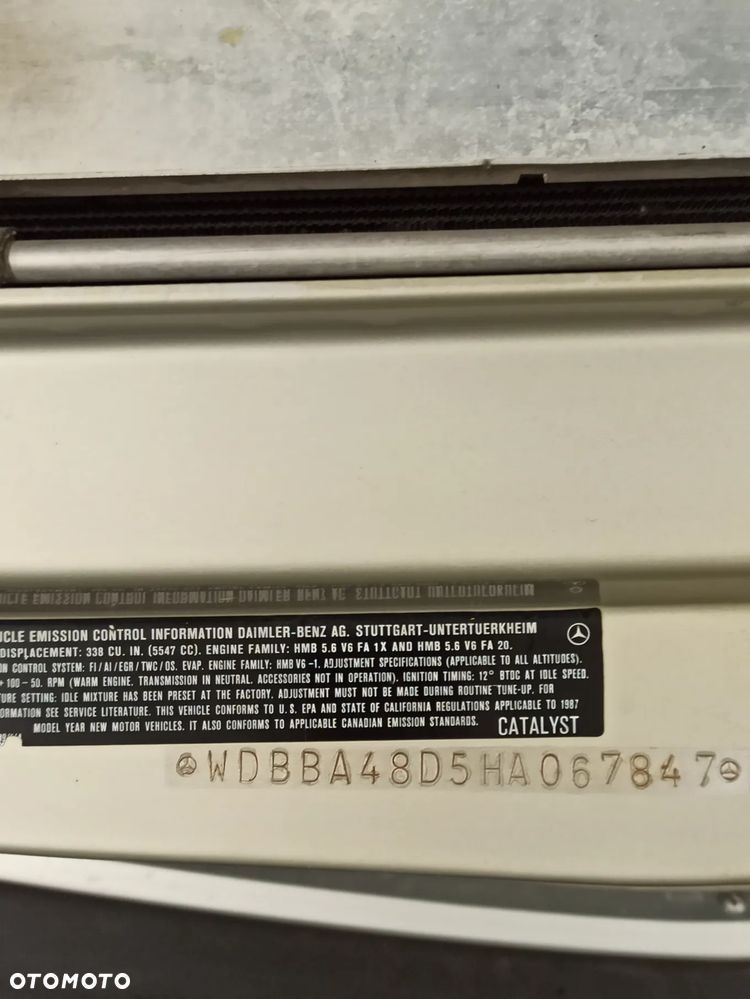 ICLE EMISSION CONTROL INFORMATION DAIMLER-BENZ AG. STUTTGART-UNTERTUERKHEIM
DISPLACEMENT: 338 CU. IN. (5547 CC). ENGINE FAMILY: HMB 5.6 V6 FA 1X AND HMB 5.6 V6 FA 20.
ON CONTROL SYSTEM: FI/AI/EGR/TWC/OS. EVAP. ENGINE FAMILY: HMB V6-1. ADJUSTMENT SPECIFICATIONS (APPLICABLE TO ALL ALTITUDES).
+100-50. RPM (WARM ENGINE. TRANSMISSION IN NEUTRAL. ACCESSORIES NOT IN OPERATION). IGNITION TIMING: 12° BTDC AT IDLE SPEED.
TURE SETTING: IDLE MIXTURE HAS BEEN PRESET AT THE FACTORY. ADJUSTMENT MUST NOT BE MADE DURING ROUTINE TUNE-UP. FOR
ORMATION SEE SERVICE LITERATURE. THIS VEHICLE CONFORMS TO U.S. EPA AND STATE OF CALIFORNIA REGULATIONS APPLICABLE TO 1987
MODEL YEAR NEW MOTOR VEHICLES. IT ALSO CONFORMS TO APPLICABLE CANADIAN EMISSION STANDARDS. CATALYST
WDBBA48D5HA067847
OTOMOTO